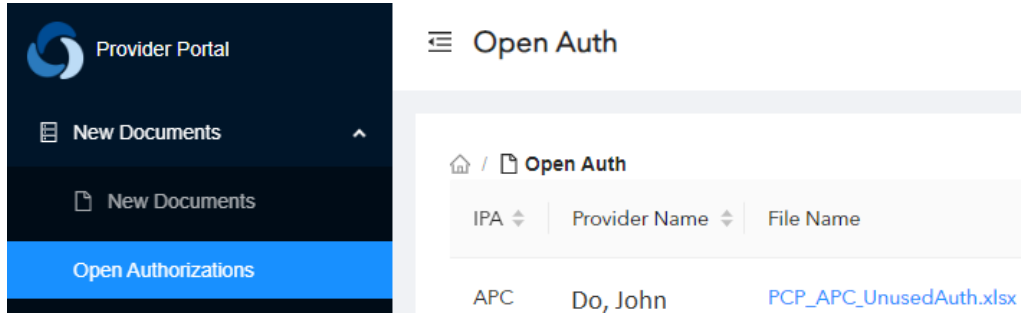 Provider Portal
New Documents
New Documents
Open Authorizations
Open Auth
/ Open Auth
IPA Provider Name File Name
APC Do, John PCP_APC_UnusedAuth.xlsx